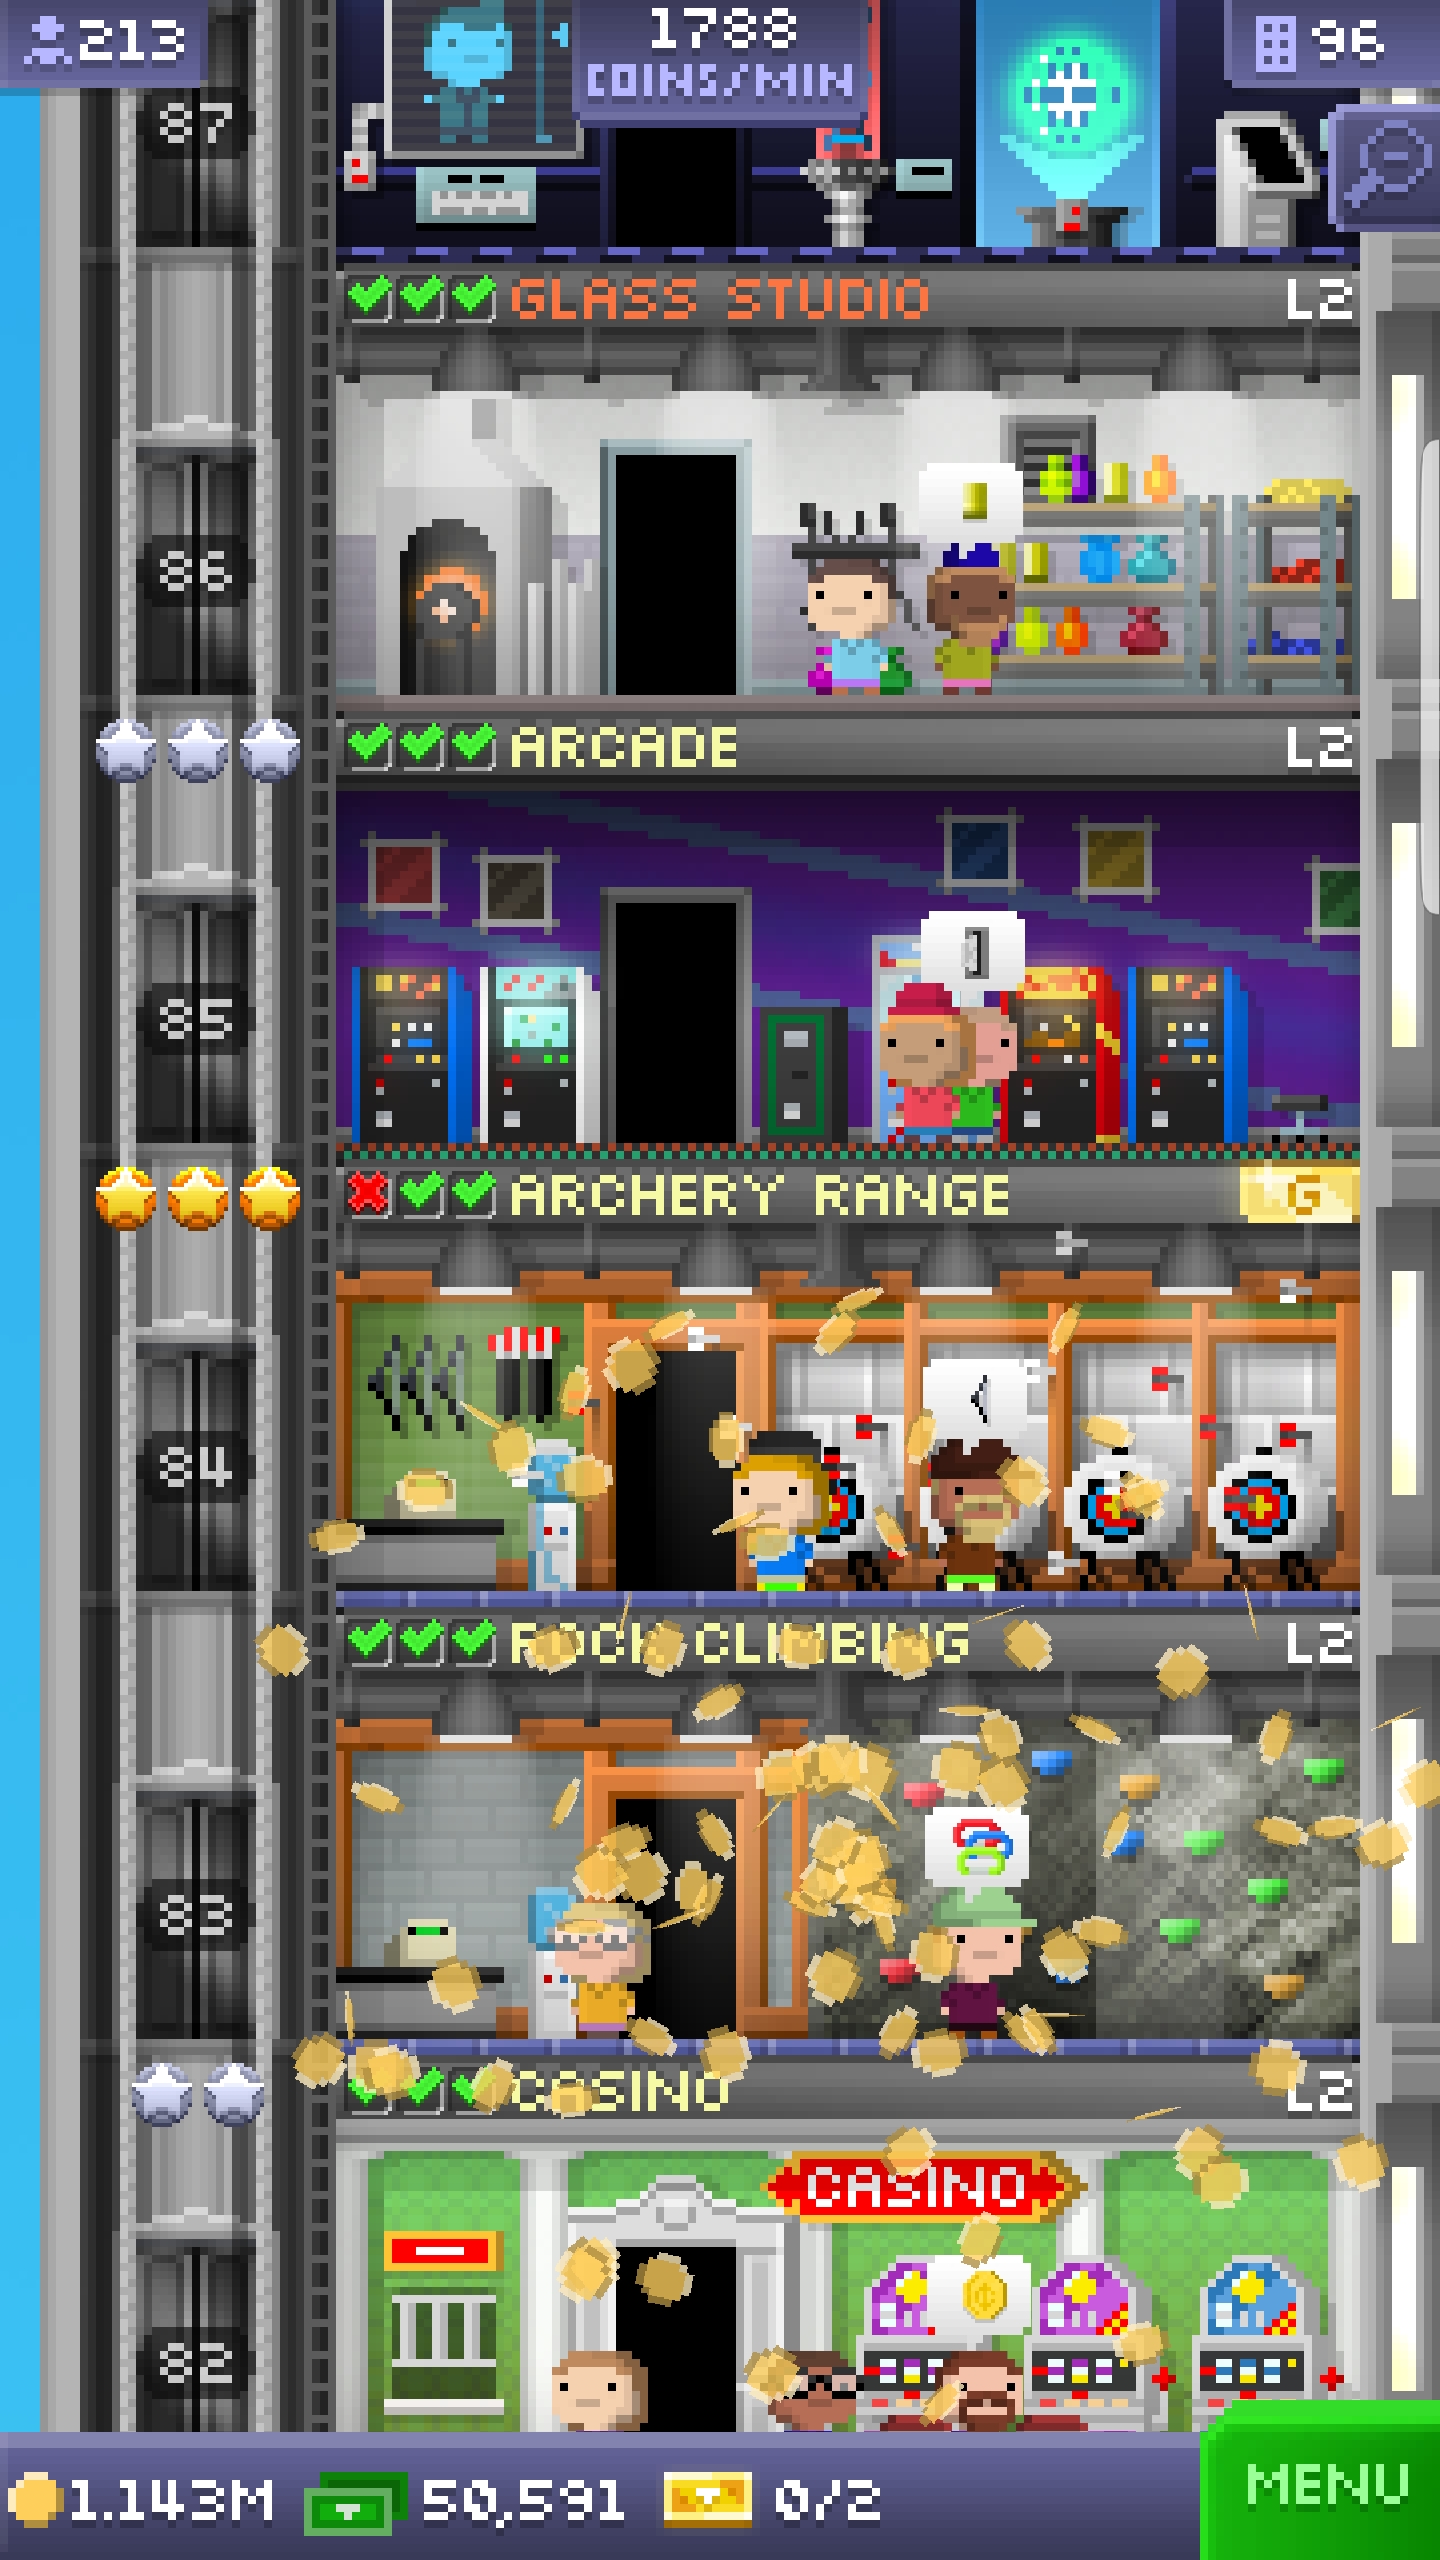 213
1788
COINS/MIN
96
87
GLASS STUDIO L2
86
ARCADE L2
85
ARCHERY RANGE G
84
ROCK CLIMBING L2
83
CASINO L2
CASINO
82
1.143M 50,591 0/2
MENU